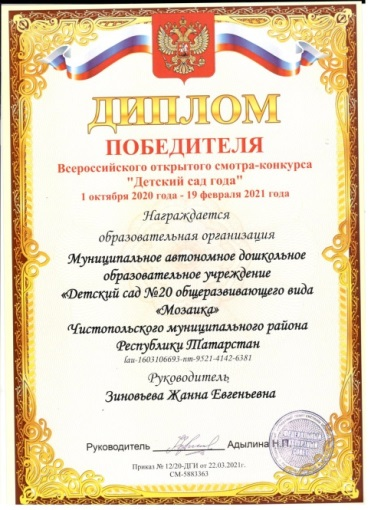 ДИПЛОМ
ПОБЕДИТЕЛЯ
Всероссийского открытого смотра-конкурса
"Детский сад года"
1 октября 2020 года - 19 февраля 2021 года
Награждается
образовательная организация
Муниципальное автономное дошкольное
образовательное учреждение
«Детский сад №20 общеразвивающего вида
«Мозаика»
Чистопольского муниципального района
Республики Татарстан
lau-1603106693-nm-9521-4142-6381
Руководитель
Зиновьева Жанна Евгеньевна
Руководитель Адылина Н.П.
Приказ № 12/20-ДГИ от 22.03.2021г.
СМ-5883363